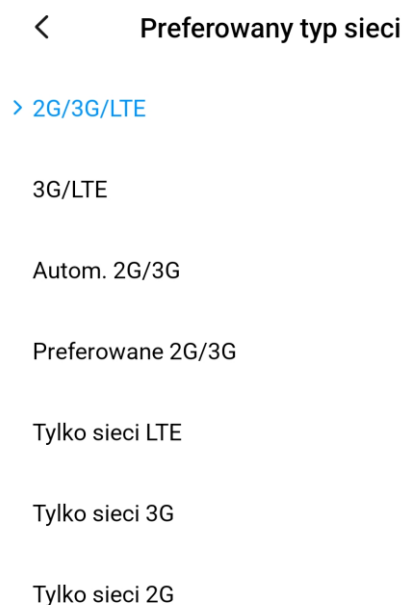 Preferowany typ sieci
2G/3G/LTE
3G/LTE
Autom. 2G/3G
Preferowane 2G/3G
Tylko sieci LTE
Tylko sieci 3G
Tylko sieci 2G